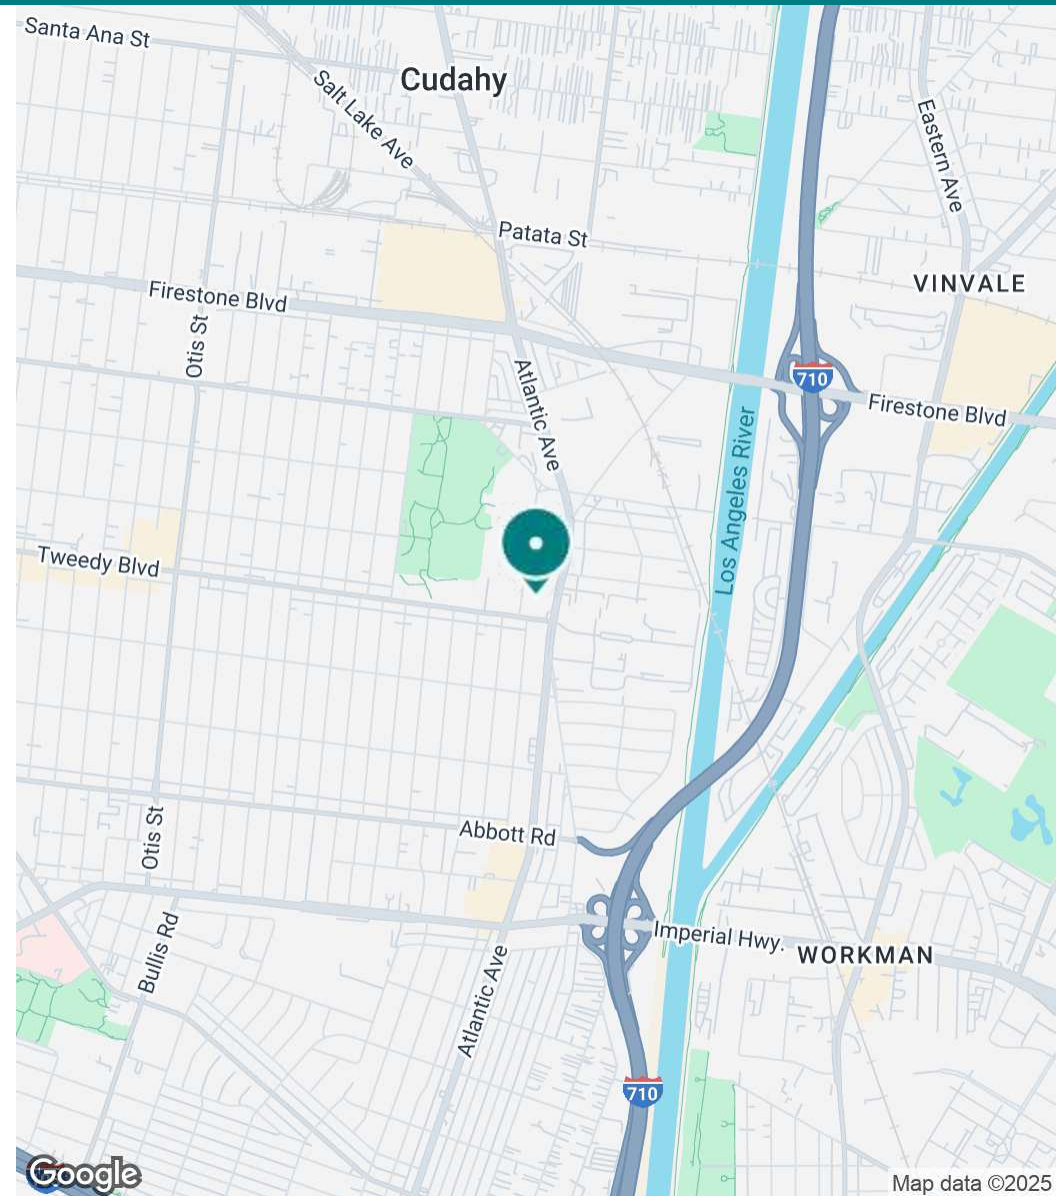 Santa Ana St
Cudahy
Salt Lake Ave
Eastern Ave
Patata St
VINVALE
Firestone Blvd
Otis St
Atlantic Ave
710
Firestone Blvd
Los Angeles River
Tweedy Blvd
Otis St
Abbott Rd
Bullis Rd
Imperial Hwy.
WORKMAN
Atlantic Ave
710
Google
Map data ©2025